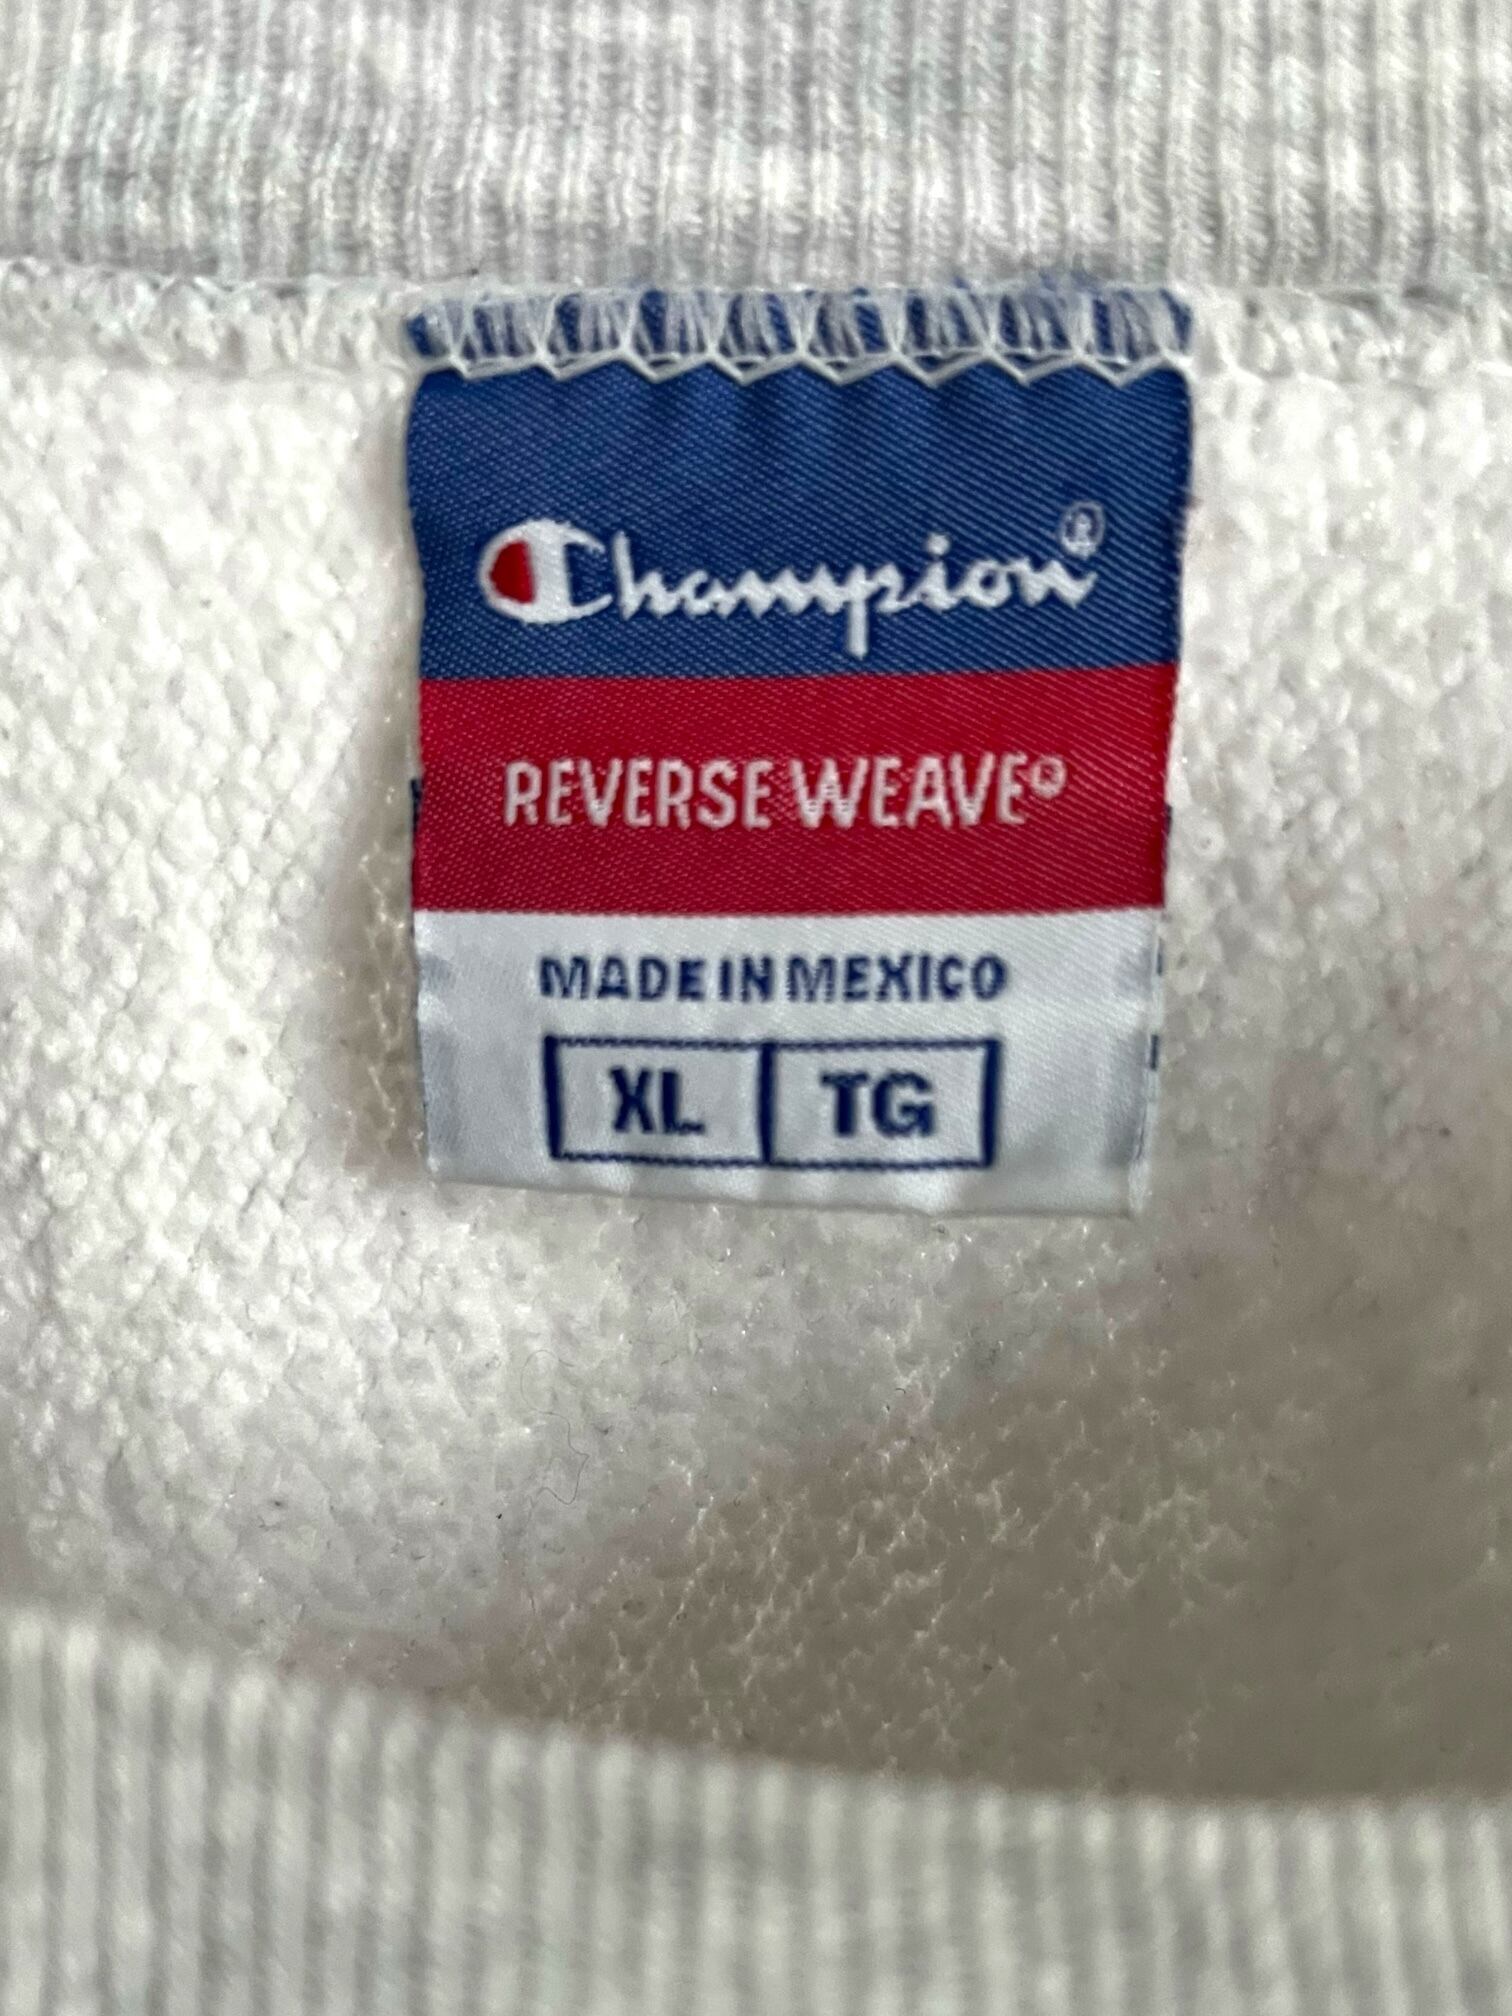 Champion®
REVERSE WEAVE®
MADE IN MEXICO
XL TG